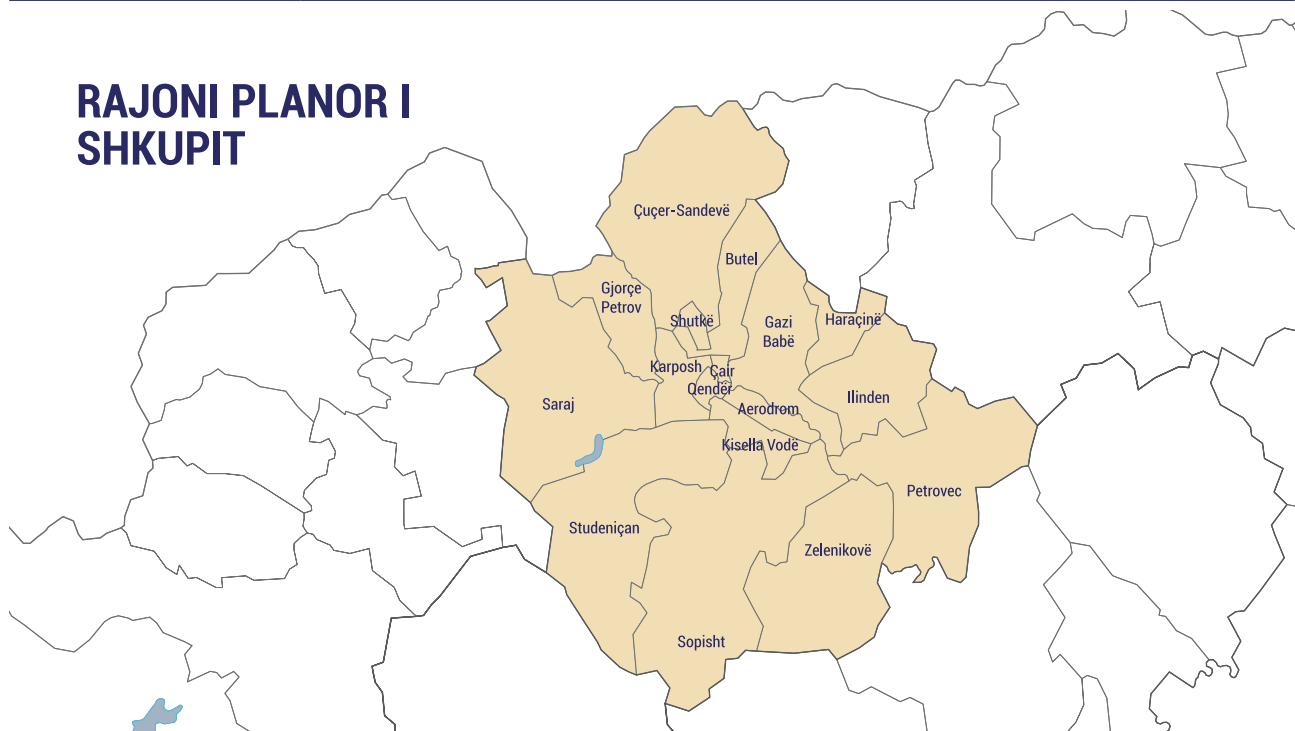 RAJONI PLANOR I
SHKUPIT
Çuçer-Sandevë
Butel
Gjorçe
Petrov
Shutkë
Gazi
Babë
Haraçinë
Karposh
Çair
Qendër
Saraj
Aerodrom
Ilinden
Kisella Vodë
Petrovec
Studeniçan
Zelenikovë
Sopisht